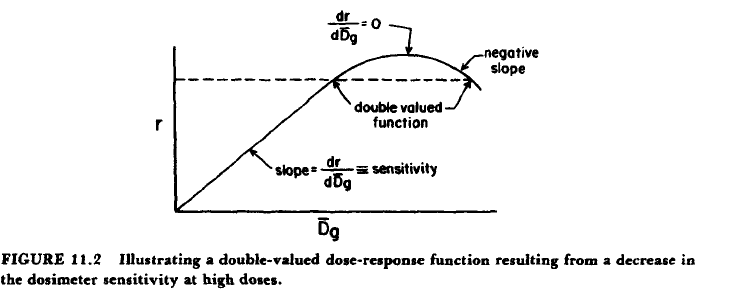 dr
dD̄g
=0
negative
slope
double valued
function
r
slope= dr/dD̄g ≡ sensitivity
D̄g
FIGURE 11.2 Illustrating a double-valued dose-response function resulting from a decrease in
the dosimeter sensitivity at high doses.